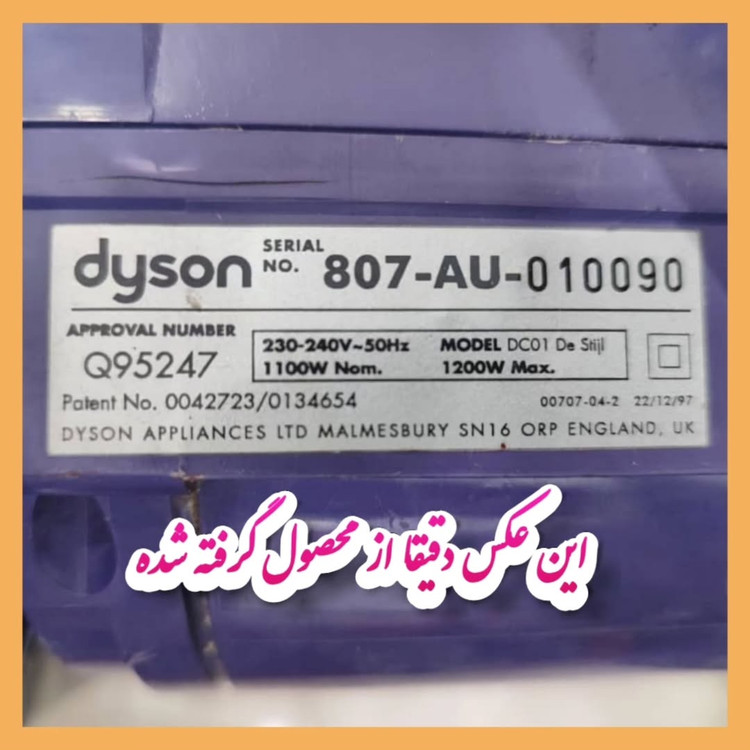 dyson SERIAL NO. 807-AU-010090
APPROVAL NUMBER
Q95247
230-240V~50Hz MODEL DC01 De Stijl
1100W Nom. 1200W Max.
Patent No. 0042723/0134654
00707-04-2 22/12/97
DYSON APPLIANCES LTD MALMESBURY SN16 ORP ENGLAND, UK
این عکس دقیقا از محصول گرفته شده